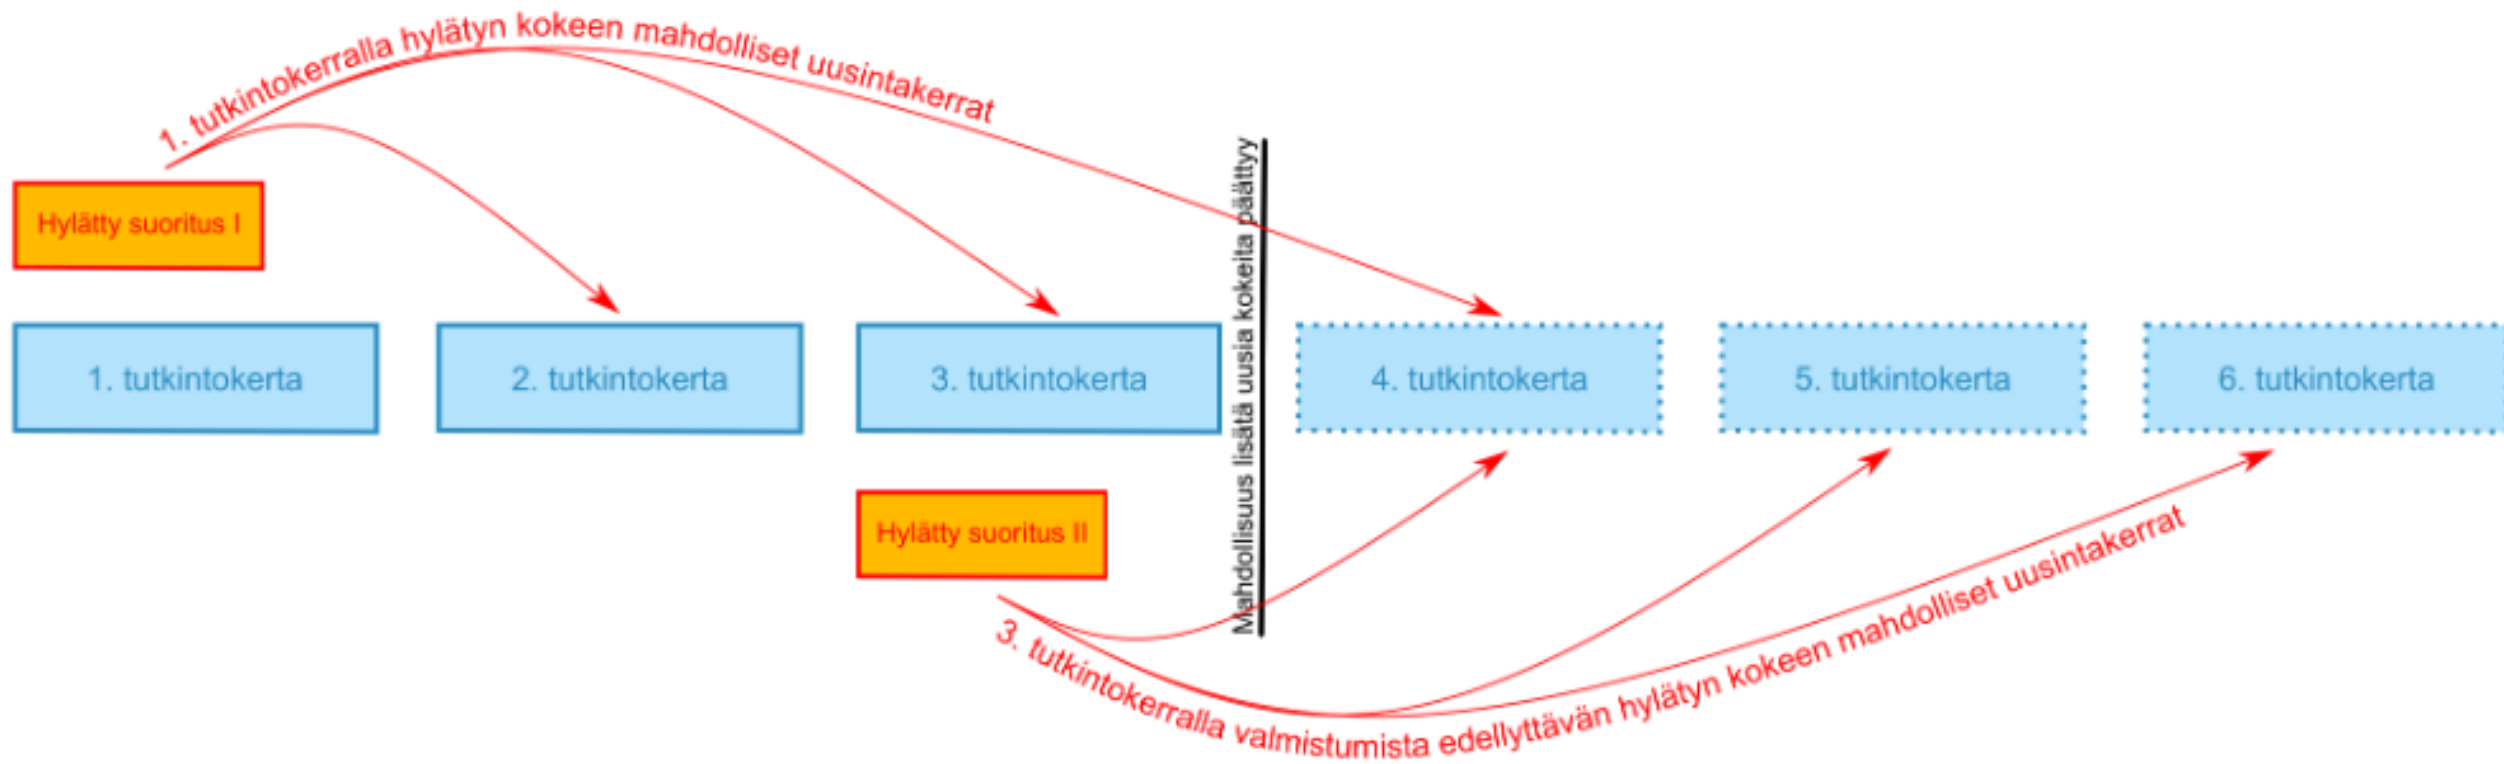 1. tutkintokerralla hylätyn kokeen mahdolliset uusintakerrat
Hylätty suoritus I
Mahdollisuus lisätä uusia kokeita päättyy
1. tutkintokerta
2. tutkintokerta
3. tutkintokerta
4. tutkintokerta
5. tutkintokerta
6. tutkintokerta
Hylätty suoritus II
3. tutkintokerralla valmistumista edellyttävän hylätyn kokeen mahdolliset uusintakerrat